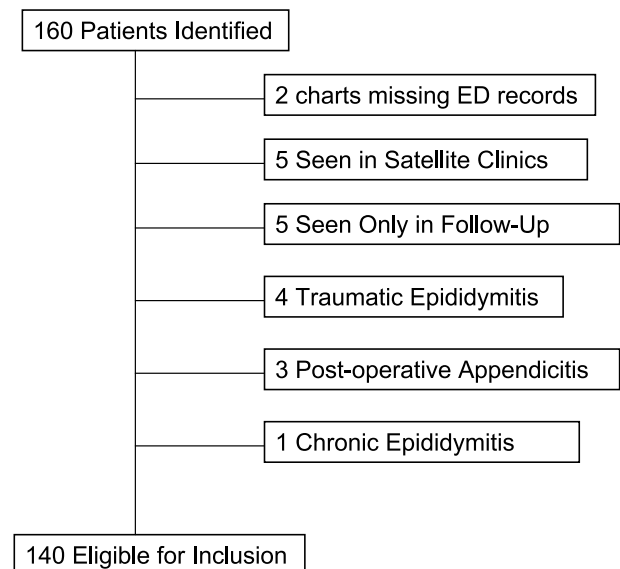 160 Patients Identified
2 charts missing ED records
5 Seen in Satellite Clinics
5 Seen Only in Follow-Up
4 Traumatic Epididymitis
3 Post-operative Appendicitis
1 Chronic Epididymitis
140 Eligible for Inclusion